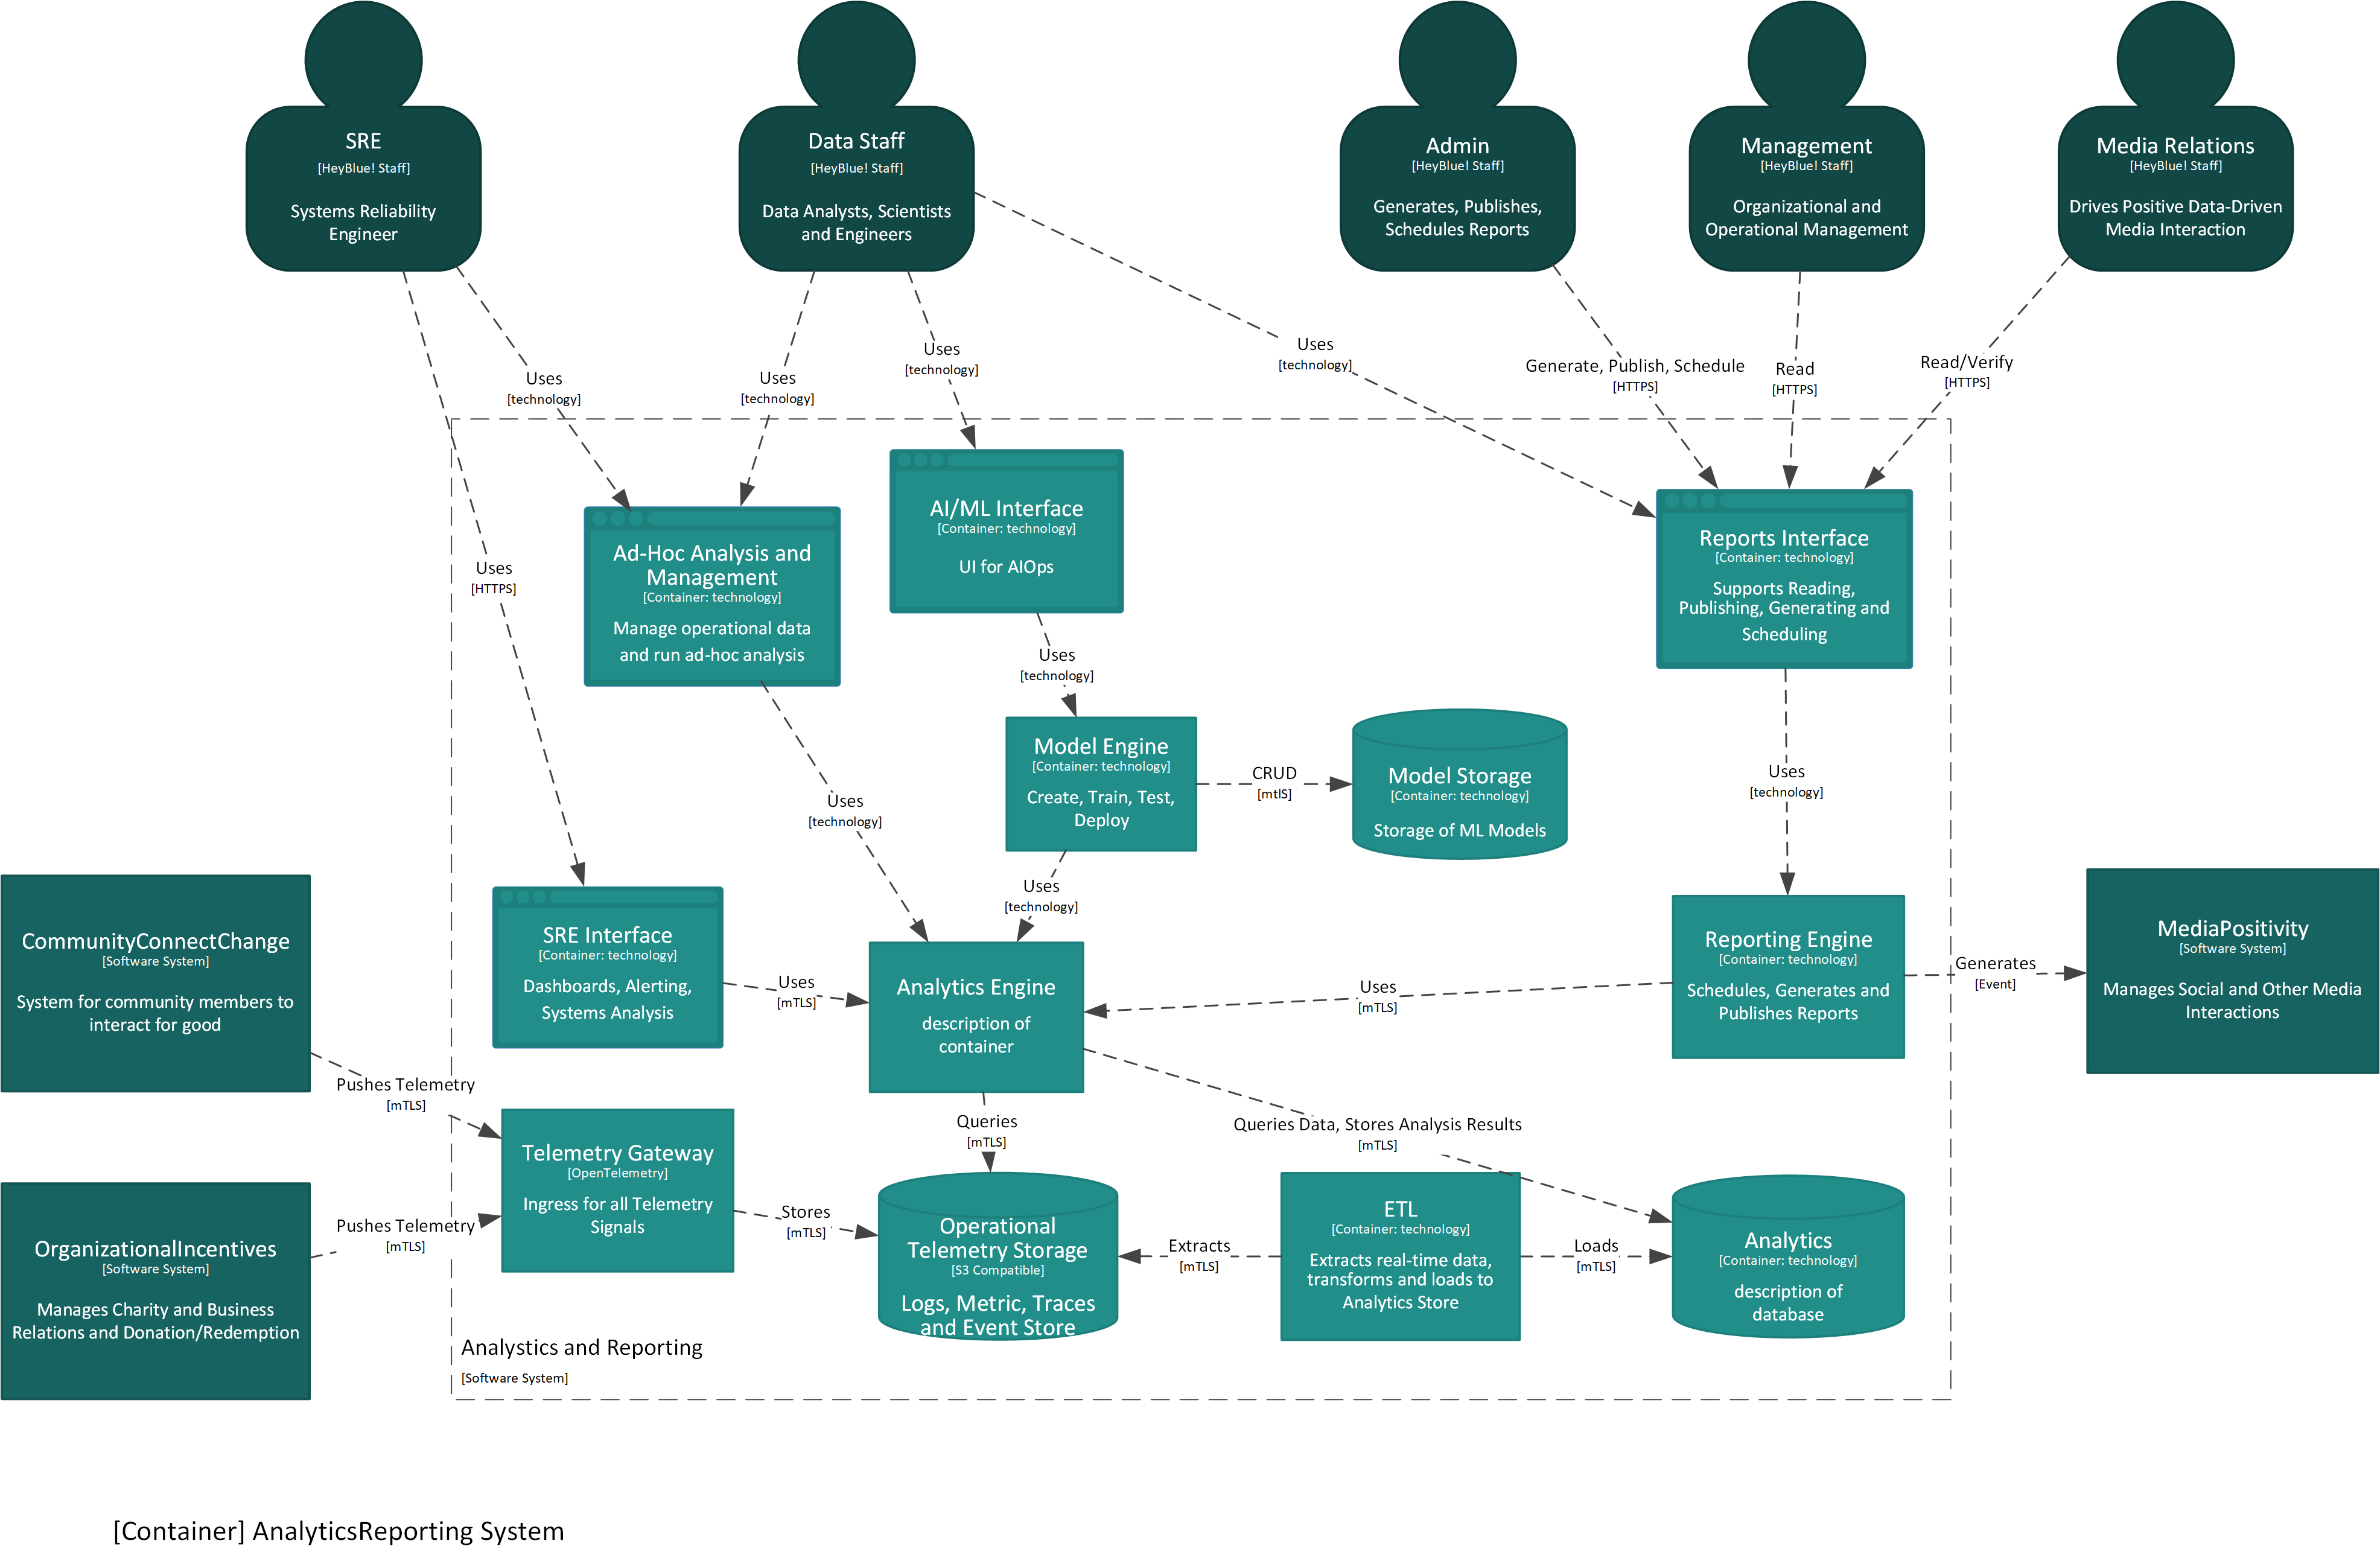 SRE
[HeyBlue! Staff]
Systems Reliability
Engineer
Data Staff
[HeyBlue! Staff]
Data Analysts, Scientists
and Engineers
Admin
[HeyBlue! Staff]
Generates, Publishes,
Schedules Reports
Management
[HeyBlue! Staff]
Organizational and
Operational Management
Media Relations
[HeyBlue! Staff]
Drives Positive Data-Driven
Media Interaction
Uses
[technology]
Uses
[technology]
Uses
[technology]
Uses
[technology]
Generate, Publish, Schedule
[HTTPS]
Read
[HTTPS]
Read/Verify
[HTTPS]
Uses
[HTTPS]
Ad-Hoc Analysis and
Management
[Container: technology]
Manage operational data
and run ad-hoc analysis
AI/ML Interface
[Container: technology]
UI for AIOps
Reports Interface
[Container: technology]
Supports Reading,
Publishing, Generating and
Scheduling
Uses
[technology]
Uses
[technology]
Model Engine
[Container: technology]
Create, Train, Test,
Deploy
CRUD
[mtlS]
Model Storage
[Container: technology]
Storage of ML Models
Uses
[technology]
Uses
[technology]
CommunityConnectChange
[Software System]
System for community members to
interact for good
SRE Interface
[Container: technology]
Dashboards, Alerting,
Systems Analysis
Uses
[mTLS]
Analytics Engine
description of
container
Uses
[mTLS]
Reporting Engine
[Container: technology]
Schedules, Generates and
Publishes Reports
Generates
[Event]
MediaPositivity
[Software System]
Manages Social and Other Media
Interactions
Pushes Telemetry
[mTLS]
Queries
[mTLS]
Queries Data, Stores Analysis Results
[mTLS]
OrganizationalIncentives
[Software System]
Manages Charity and Business
Relations and Donation/Redemption
Pushes Telemetry
[mTLS]
Telemetry Gateway
[OpenTelemetry]
Ingress for all Telemetry
Signals
Stores
[mTLS]
Operational
Telemetry Storage
[S3 Compatible]
Logs, Metric, Traces
and Event Store
Extracts
[mTLS]
ETL
[Container: technology]
Extracts real-time data,
transforms and loads to
Analytics Store
Loads
[mTLS]
Analytics
[Container: technology]
description of
database
Analystics and Reporting
[Software System]
[Container] AnalyticsReporting System